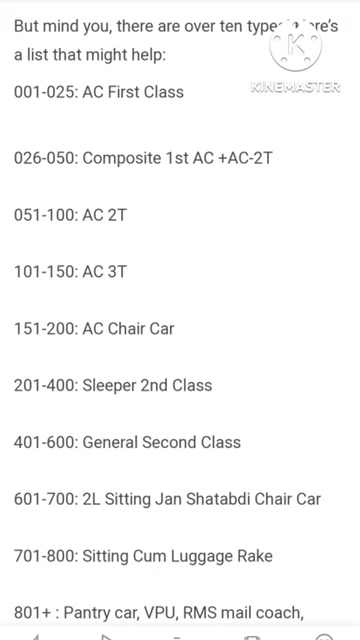 But mind you, there are over ten
a list that might help:
K
KINEMASTER
001-025: AC First Class
026-050: Composite 1st AC +AC-2T
051-100: AC 2T
101-150: AC 3T
151-200: AC Chair Car
201-400: Sleeper 2nd Class
401-600: General Second Class
601-700: 2L Sitting Jan Shatabdi Chair Car
701-800: Sitting Cum Luggage Rake
801+ : Pantry car, VPU, RMS mail coach,